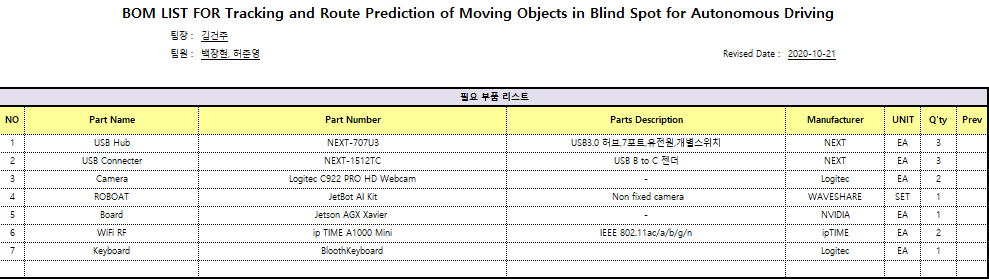 BOM LIST FOR Tracking and Route Prediction of Moving Objects in Blind Spot for Autonomous Driving
팀장 : 김건주
팀원 : 백장현, 허준영 Revised Date : 2020-10-21
필요 부품 리스트
NO Part Name Part Number Parts Description Manufacturer UNIT Q'ty Prev
1 USB Hub NEXT-707U3 USB3.0 허브,7포트,유전원,개별스위치 NEXT EA 3
2 USB Connecter NEXT-1512TC USB B to C 젠더 NEXT EA 3
3 Camera Logitec C922 PRO HD Webcam - Logitec EA 2
4 ROBOAT JetBot AI Kit Non fixed camera WAVESHARE SET 1
5 Board Jetson AGX Xavier - NVIDIA EA 1
6 WiFi RF ip TIME A1000 Mini IEEE 802.11ac/a/b/g/n ipTIME EA 2
7 Keyboard BloothKeyboard Logitec EA 1